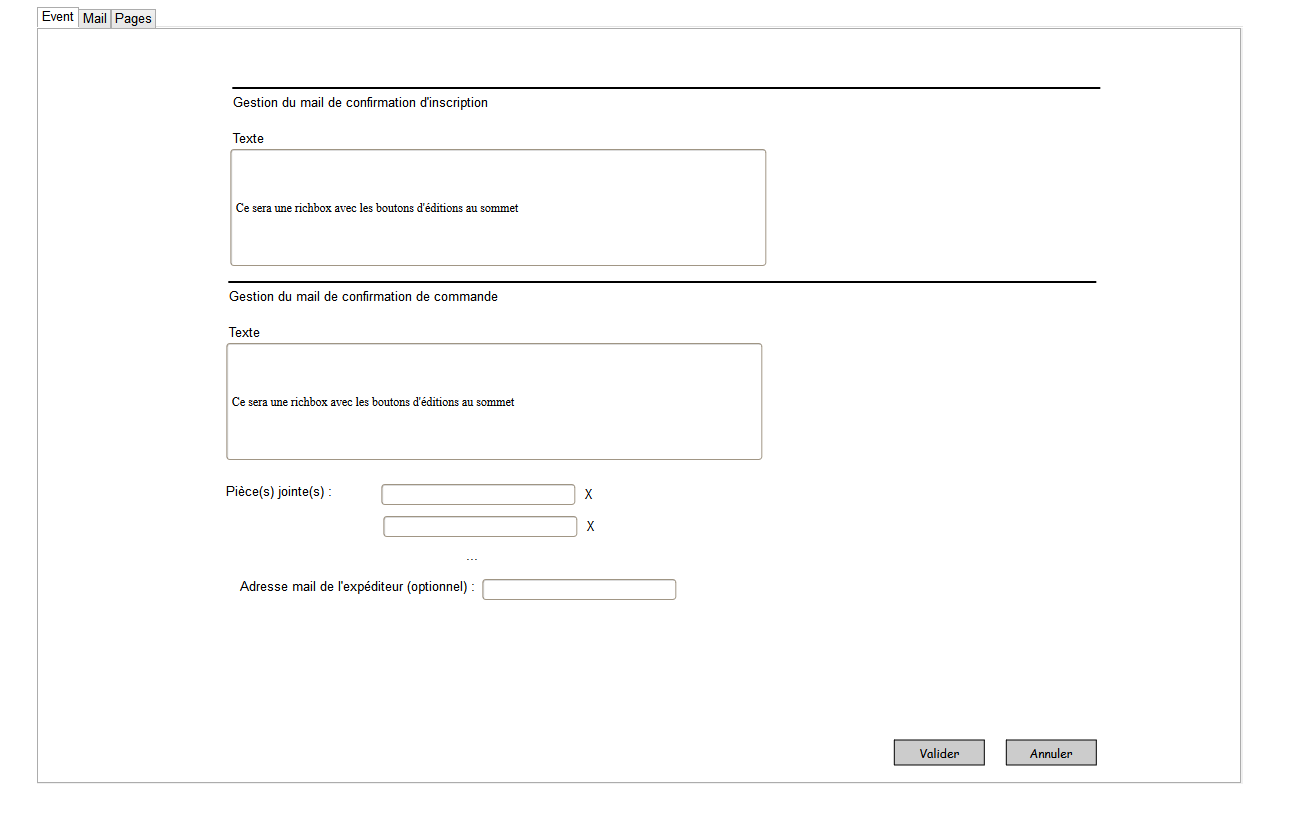 Event Mail Pages
Gestion du mail de confirmation d'inscription
Texte
Ce sera une richbox avec les boutons d'éditions au sommet
Gestion du mail de confirmation de commande
Texte
Ce sera une richbox avec les boutons d'éditions au sommet
Pièce(s) jointe(s) : X
X
...
Adresse mail de l'expéditeur (optionnel) :
Valider Annuler